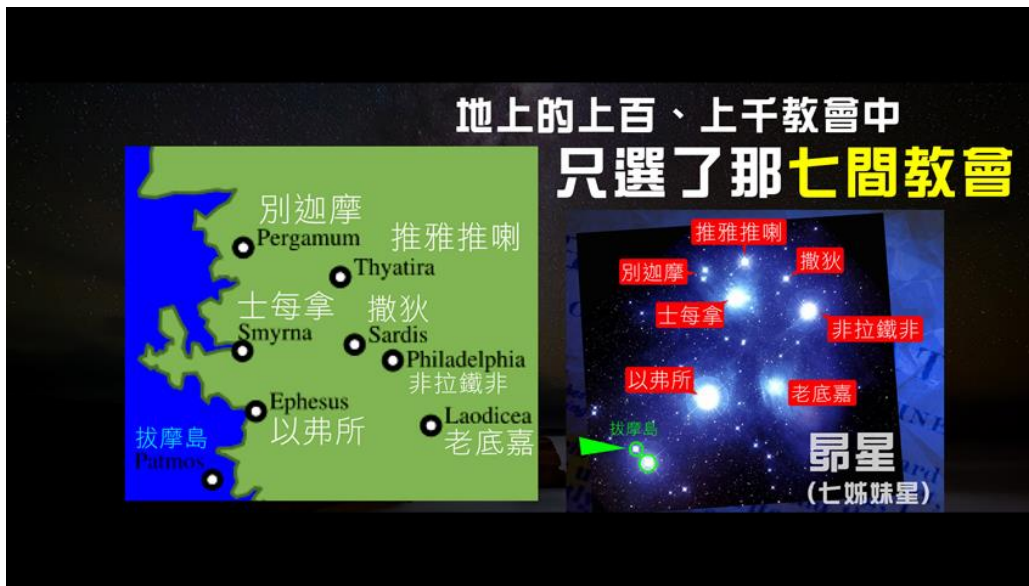 地上的上百、上千教會中
只選了那七間教會
別迦摩
Pergamum
推雅推喇
Thyatira
士每拿
Smyrna
撒狄
Sardis
Philadelphia
非拉鐵非
Ephesus
以弗所
Laodicea
老底嘉
拔摩島
Patmos
推雅推喇
別迦摩
撒狄
士每拿
非拉鐵非
以弗所
老底嘉
拔摩島
昴星
(七姊妹星)